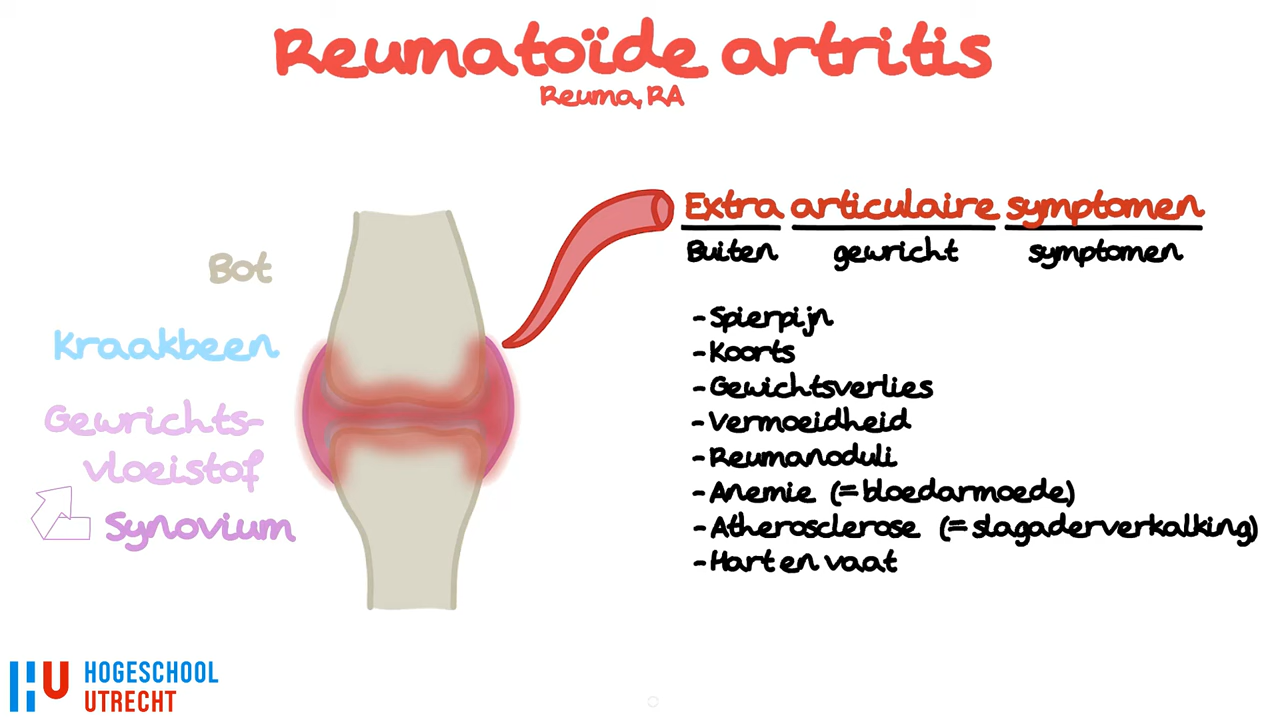 Reumatoïde artritis
Reuma, RA
Extra articulaire symptomen
Buiten gewricht symptomen
Bot
Kraakbeen
Gewrichts-
vloeistof
Synovium
- Spierpijn
- Koorts
- Gewichtsverlies
- Vermoeidheid
- Reumanoduli
- Anemie (= bloedarmoede)
- Atherosclerose (= slagaderverkalking)
- Hart en vaat
HU HOGESCHOOL
UTRECHT